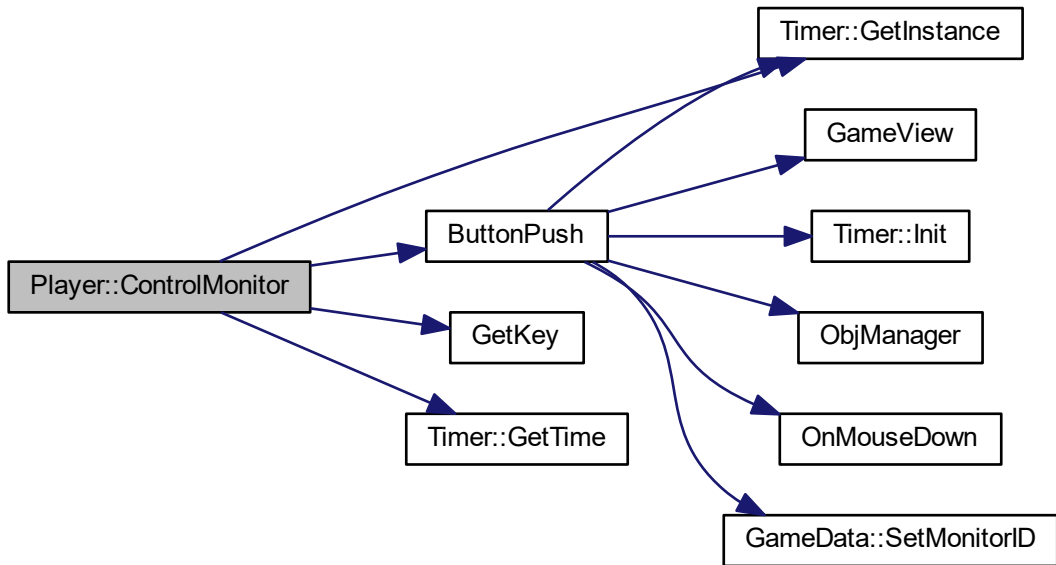 Timer::GetInstance
GameView
ButtonPush
Timer::Init
Player::ControlMonitor
GetKey
ObjManager
Timer::GetTime
OnMouseDown
GameData::SetMonitorID